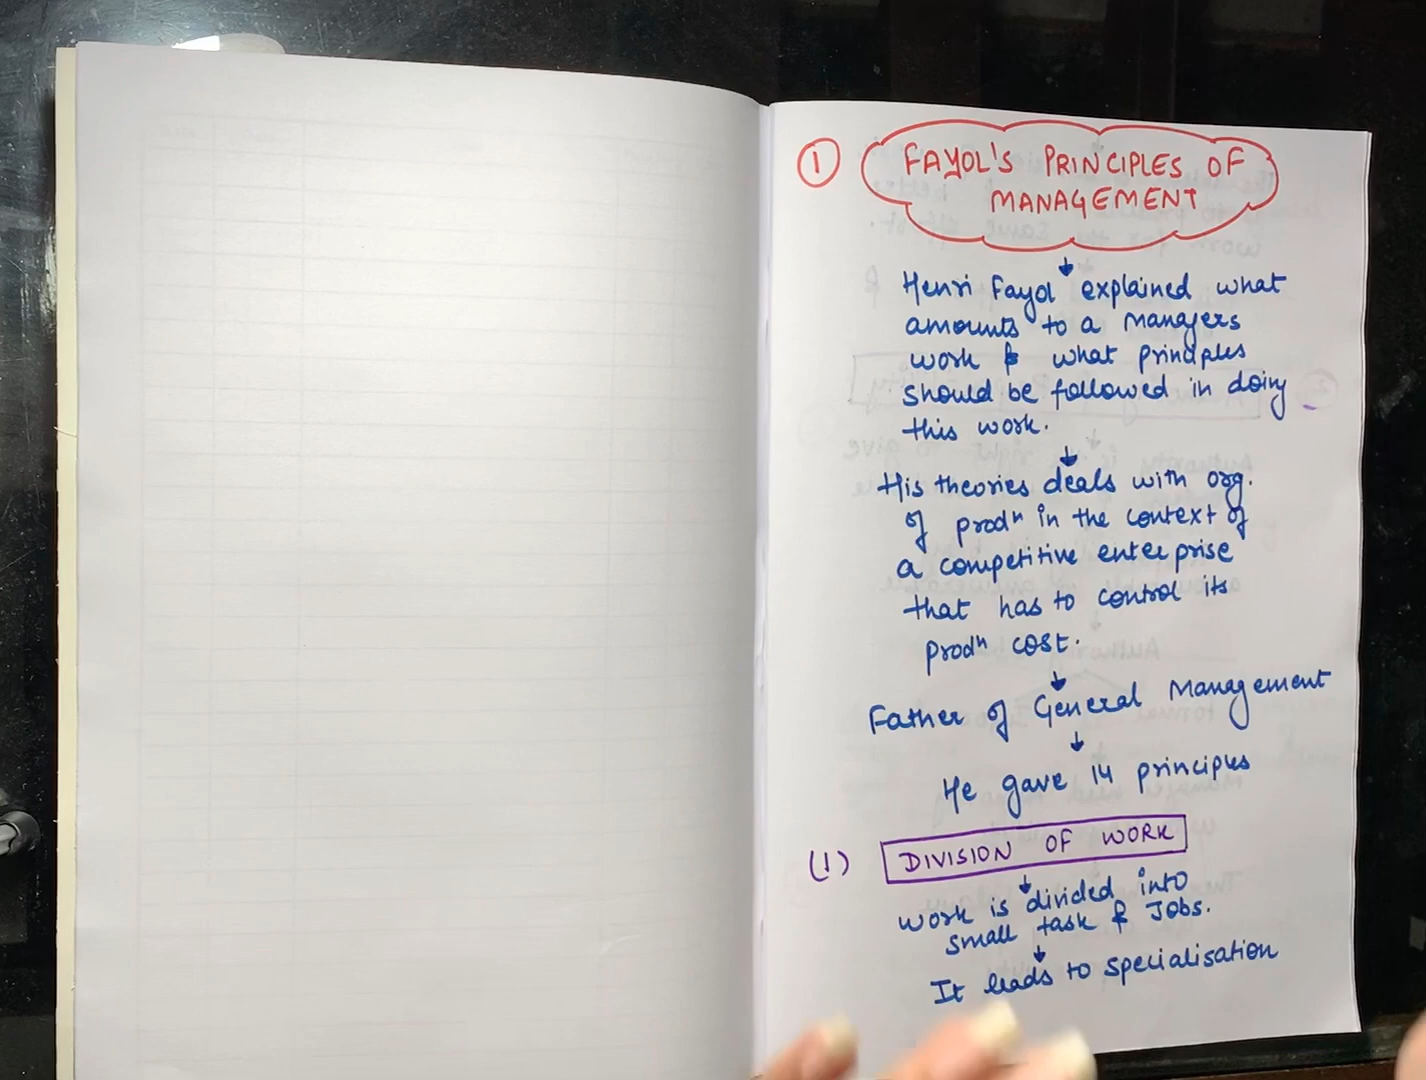 1
FAYOL'S PRINCIPLES OF
MANAGEMENT
Henri Fayol explained what
amounts to a managers
work & what principles
should be followed in doing
this work.
His theories deals with org.
of prodⁿ in the context of
a competitive enterprise
that has to control its
prodⁿ cost.
Father of General Management
He gave 14 principles
(1) DIVISION OF WORK
work is divided into
small task & Jobs.
It leads to specialisation